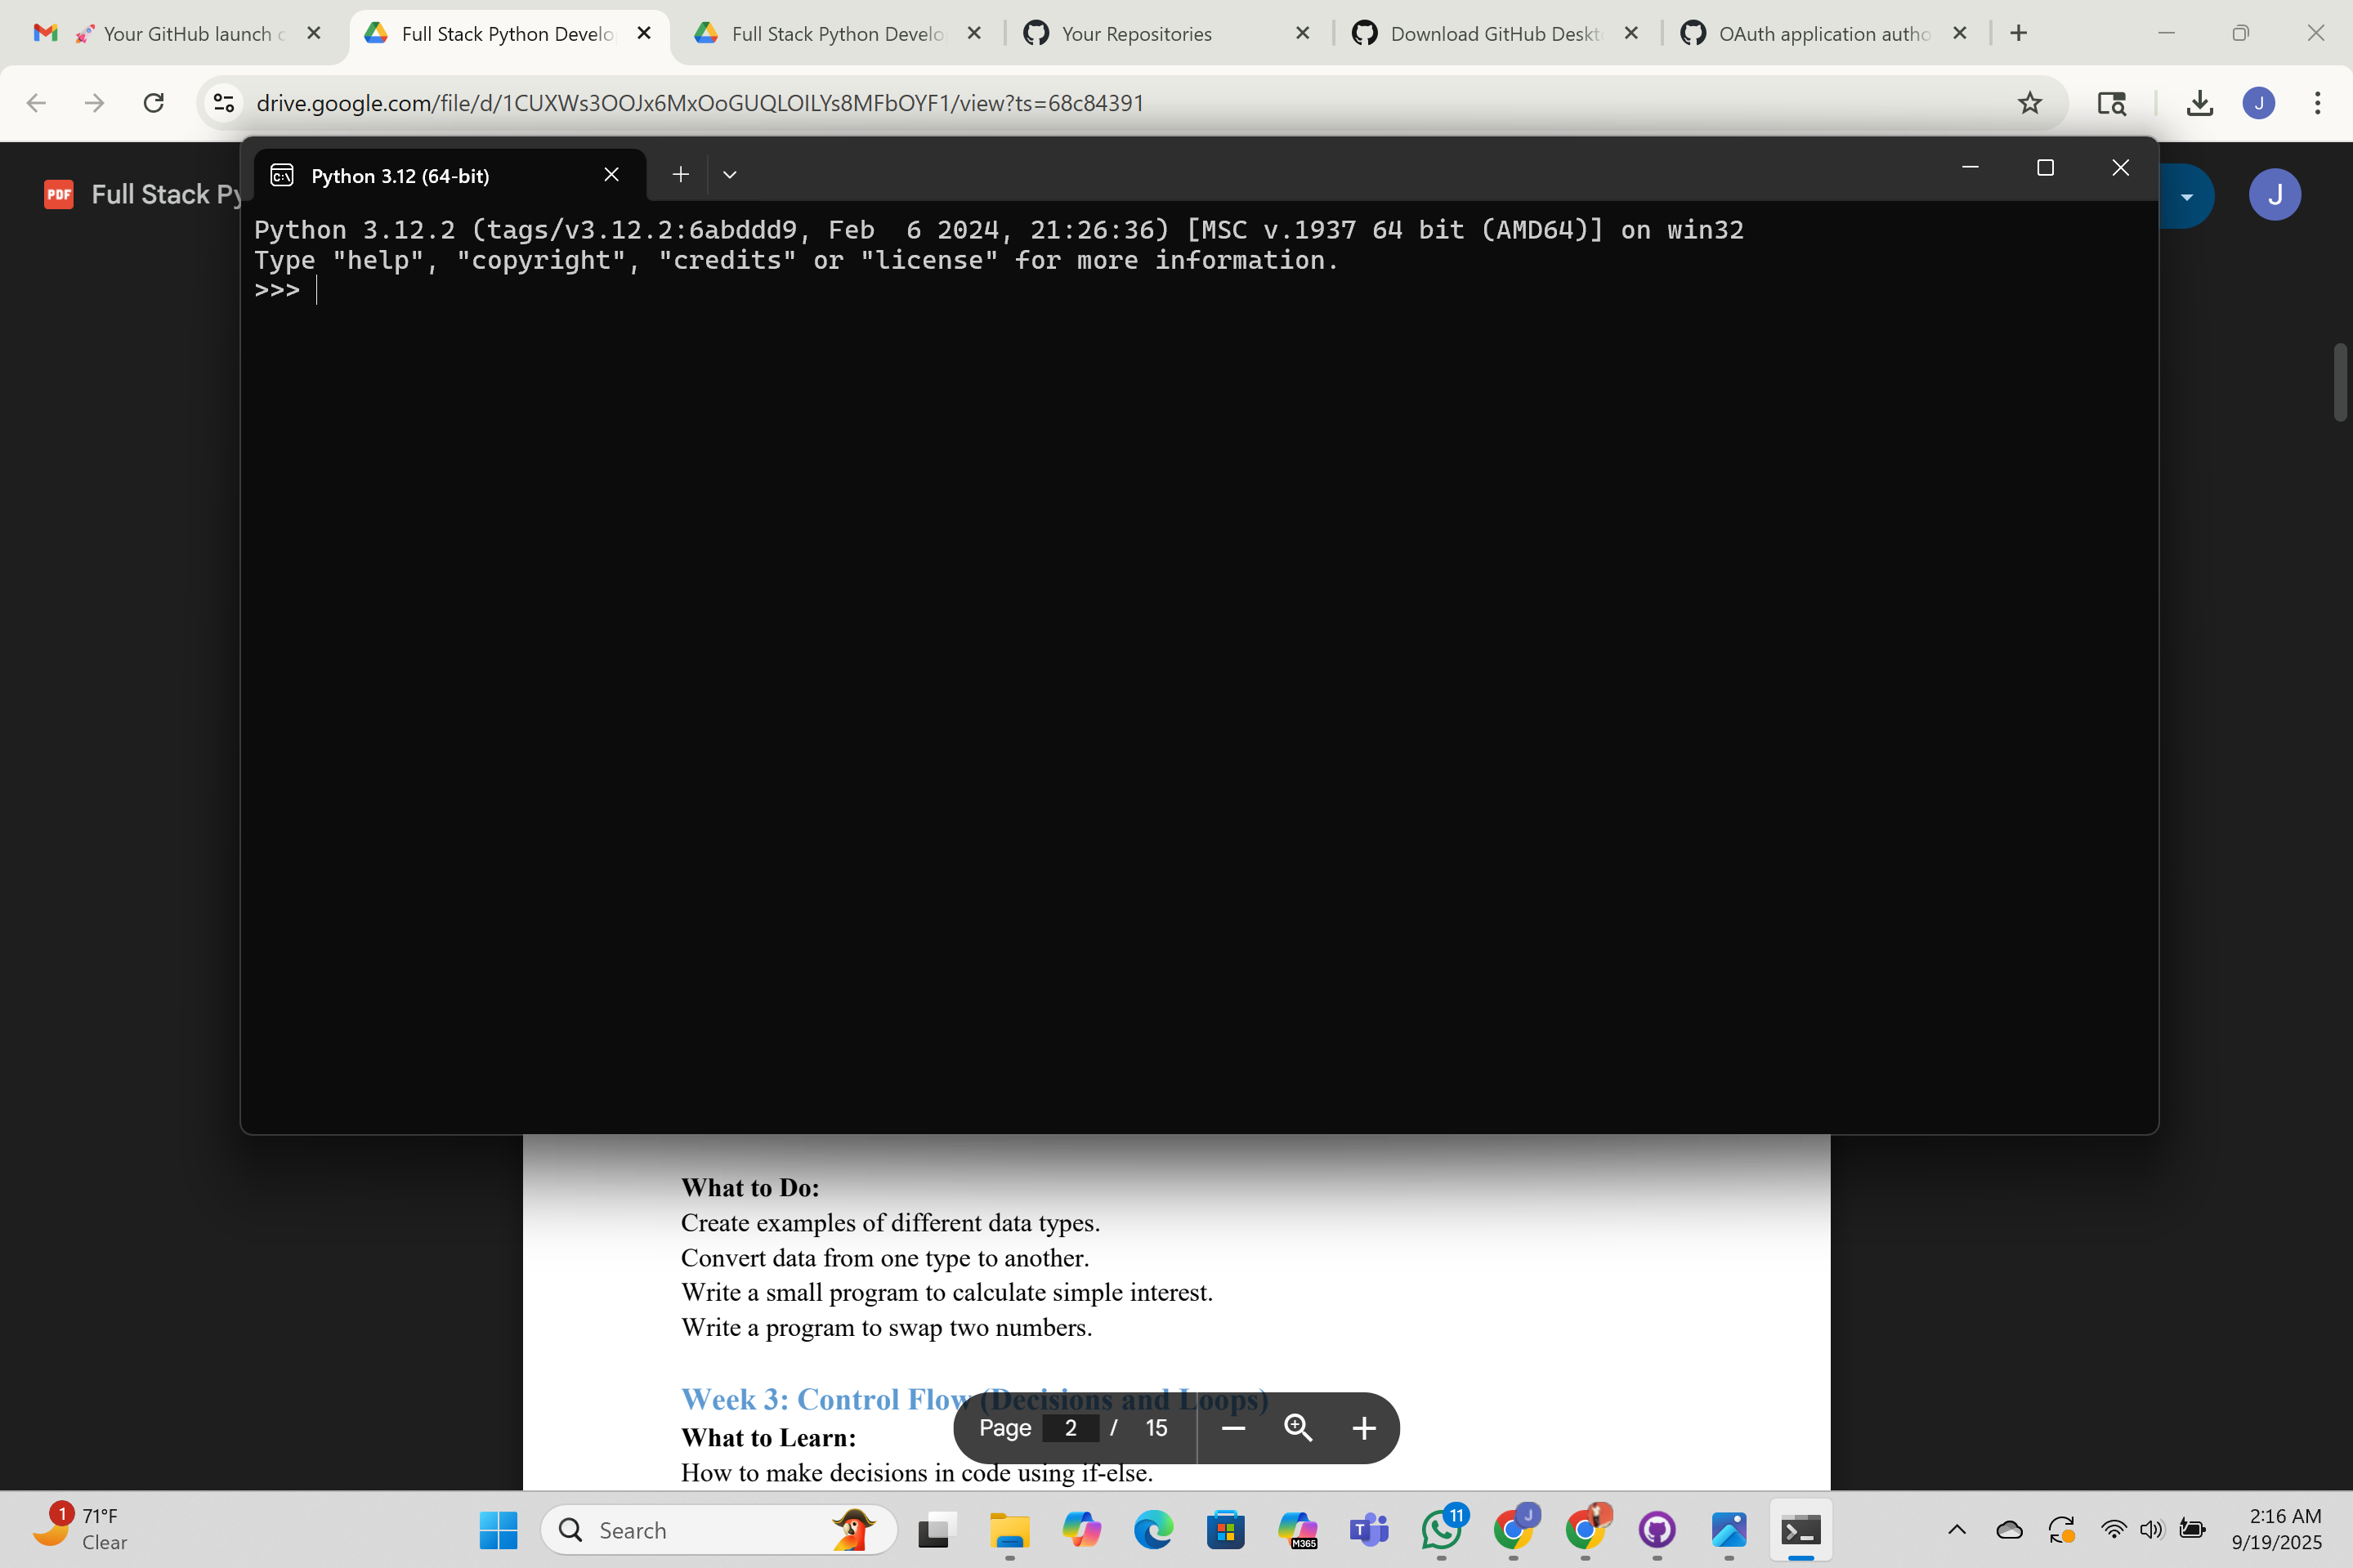 Your GitHub launch
Full Stack Python Develo
Full Stack Python Develo
Your Repositories
Download GitHub Deskt
OAuth application autho
drive.google.com/file/d/1CUXWs3OOJx6MxOoGUQLOILYs8MFbOYF1/view?ts=68c84391
J
PDF
Full Stack Py
J
C:\
Python 3.12 (64-bit)
Python 3.12.2 (tags/v3.12.2:6abddd9, Feb  6 2024, 21:26:36) [MSC v.1937 64 bit (AMD64)] on win32
Type "help", "copyright", "credits" or "license" for more information.
>>>
What to Do:
Create examples of different data types.
Convert data from one type to another.
Write a small program to calculate simple interest.
Write a program to swap two numbers.
Week 3: Control Flow (Decisions and Loops)
What to Learn:
How to make decisions in code using if-else.
Page 2 / 15
1
71°F
Clear
Search
M365
T
11
J
2:16 AM
9/19/2025